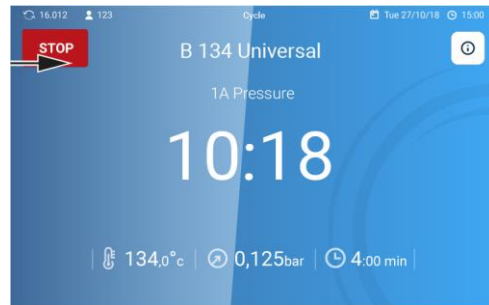 16.012 123 Cycle Tue 27/10/18 15:00
STOP
B 134 Universal
1A Pressure
10:18
134,0°c 0,125bar 4:00 min